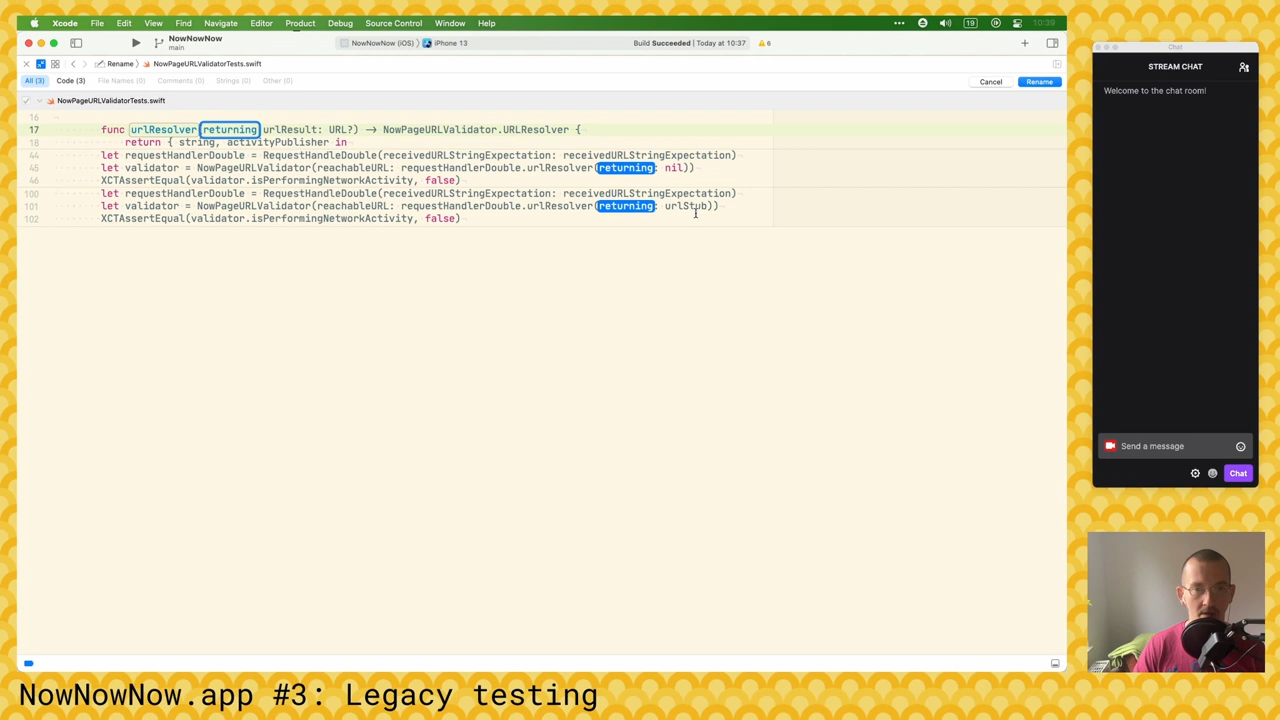 Xcode File Edit View Find Navigate Editor Product Debug Source Control Window Help ••• 19 10:39
NowNowNow
main
NowNowNow (iOS) 〉 iPhone 13
Build Succeeded | Today at 10:37
6
Rename 〉 NowPageURLValidatorTests.swift
All (3) Code (3) File Names (0) Comments (0) Strings (0) Other (0)
Cancel Rename
NowPageURLValidatorTests.swift
16
17 func urlResolver(returning urlResult: URL?) -> NowPageURLValidator.URLResolver {
18 return { string, activityPublisher in
44 let requestHandlerDouble = RequestHandleDouble(receivedURLStringExpectation: receivedURLStringExpectation)
45 let validator = NowPageURLValidator(reachableURL: requestHandlerDouble.urlResolver(returning: nil))
46 XCTAssertEqual(validator.isPerformingNetworkActivity, false)
100 let requestHandlerDouble = RequestHandleDouble(receivedURLStringExpectation: receivedURLStringExpectation)
101 let validator = NowPageURLValidator(reachableURL: requestHandlerDouble.urlResolver(returning: urlStub))
102 XCTAssertEqual(validator.isPerformingNetworkActivity, false)
Chat
STREAM CHAT
Welcome to the chat room!
Send a message
Chat
NowNowNow.app #3: Legacy testing